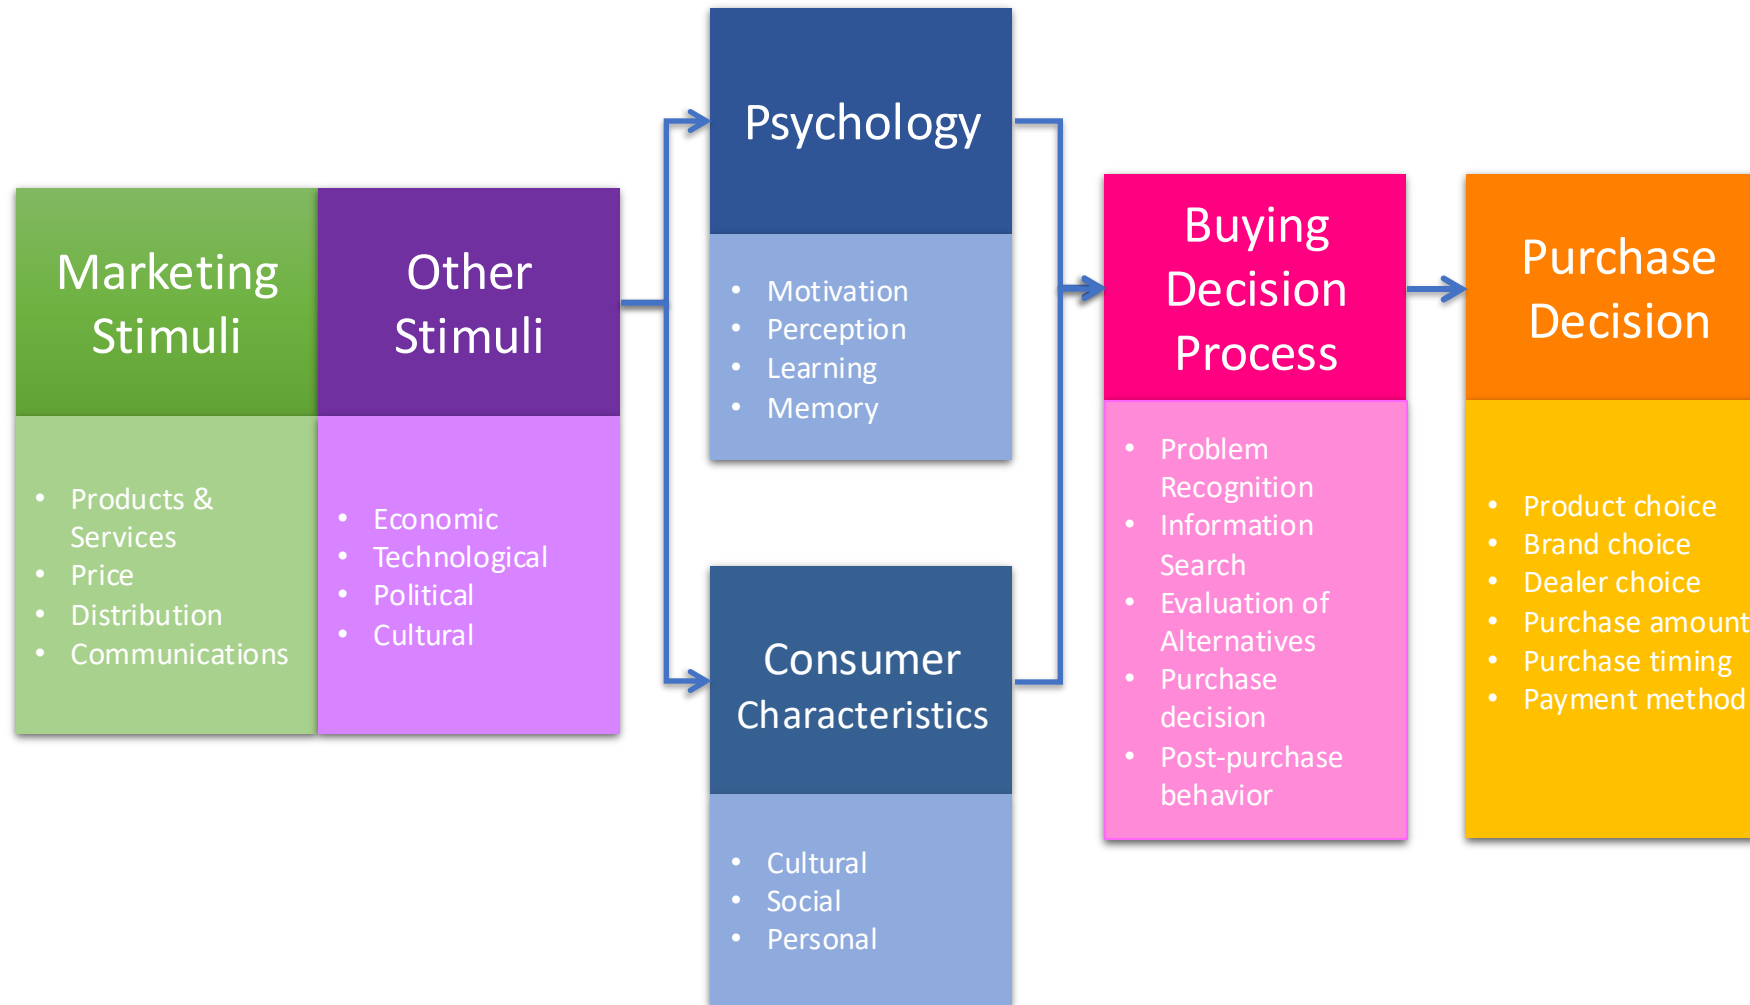 Marketing
Stimuli
• Products &
Services
• Price
• Distribution
• Communications
Other
Stimuli
• Economic
• Technological
• Political
• Cultural
Psychology
• Motivation
• Perception
• Learning
• Memory
Consumer
Characteristics
• Cultural
• Social
• Personal
Buying
Decision
Process
• Problem
Recognition
• Information
Search
• Evaluation of
Alternatives
• Purchase
decision
• Post-purchase
behavior
Purchase
Decision
• Product choice
• Brand choice
• Dealer choice
• Purchase amount
• Purchase timing
• Payment method